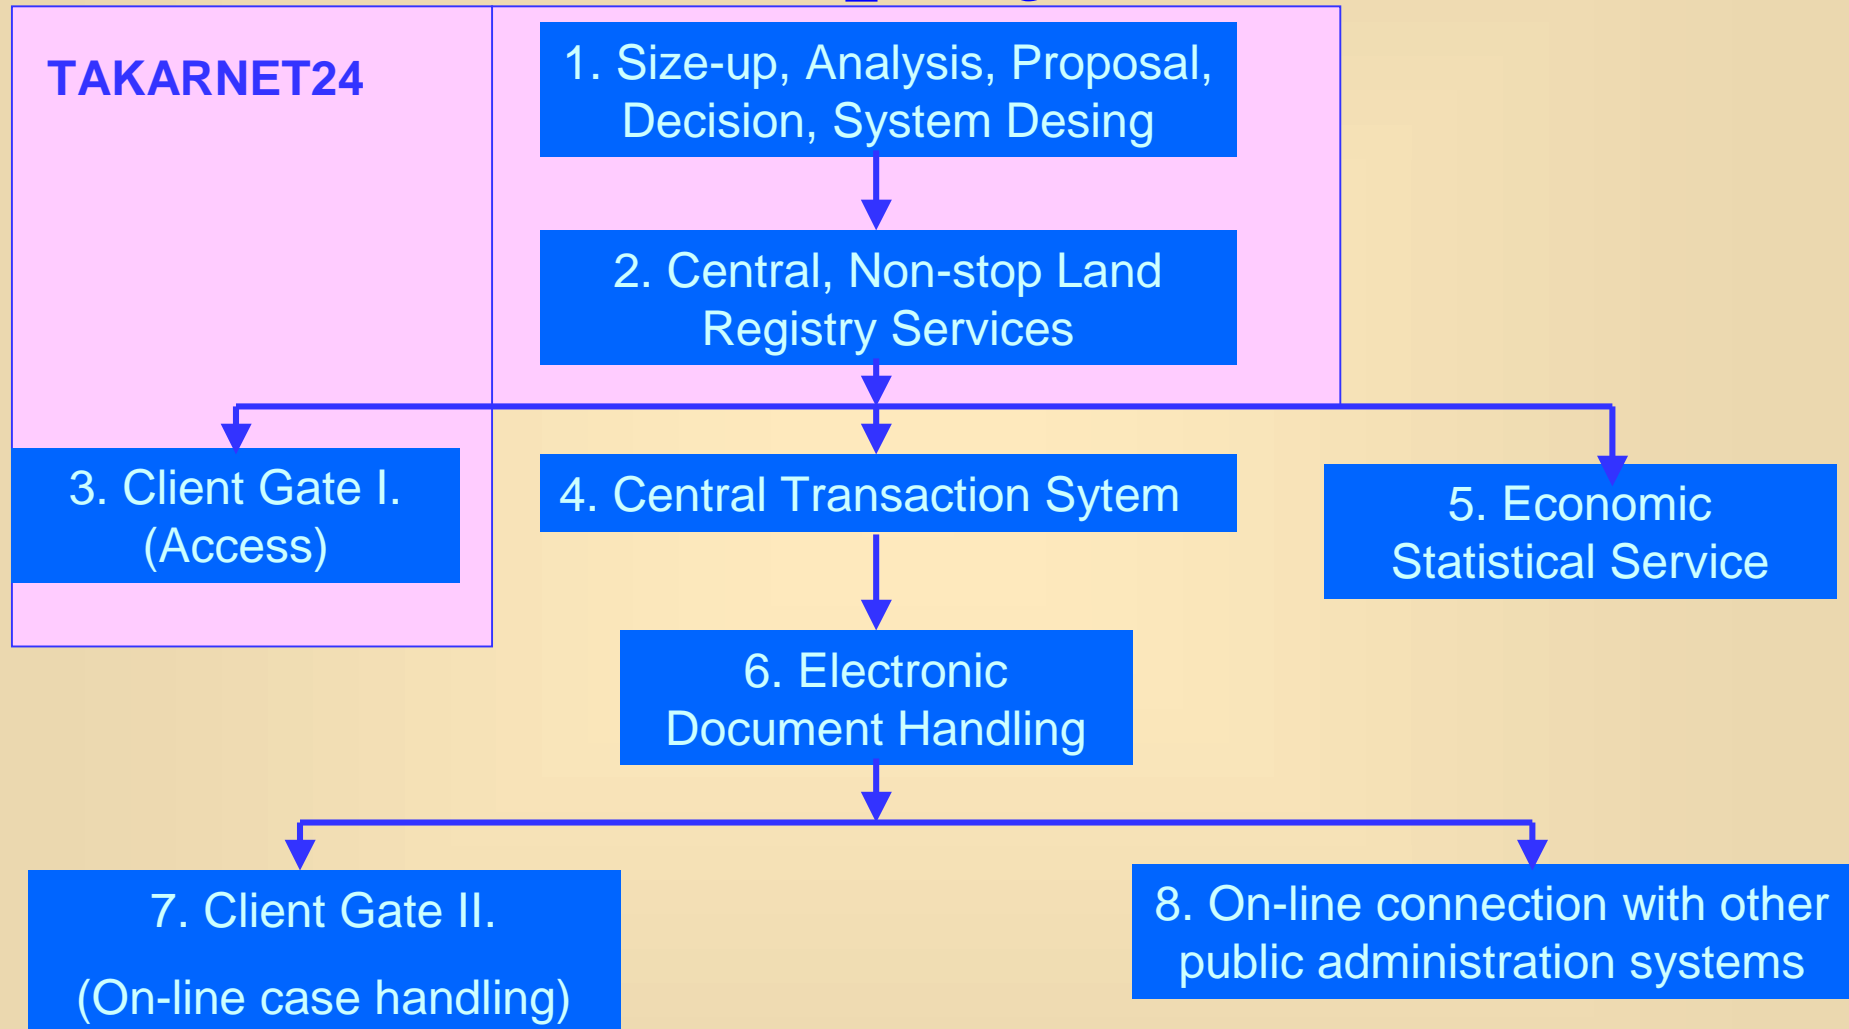 TAKARNET24
1. Size-up, Analysis, Proposal,
Decision, System Desing
2. Central, Non-stop Land
Registry Services
3. Client Gate I.
(Access)
4. Central Transaction Sytem
5. Economic
Statistical Service
6. Electronic
Document Handling
7. Client Gate II.
(On-line case handling)
8. On-line connection with other
public administration systems